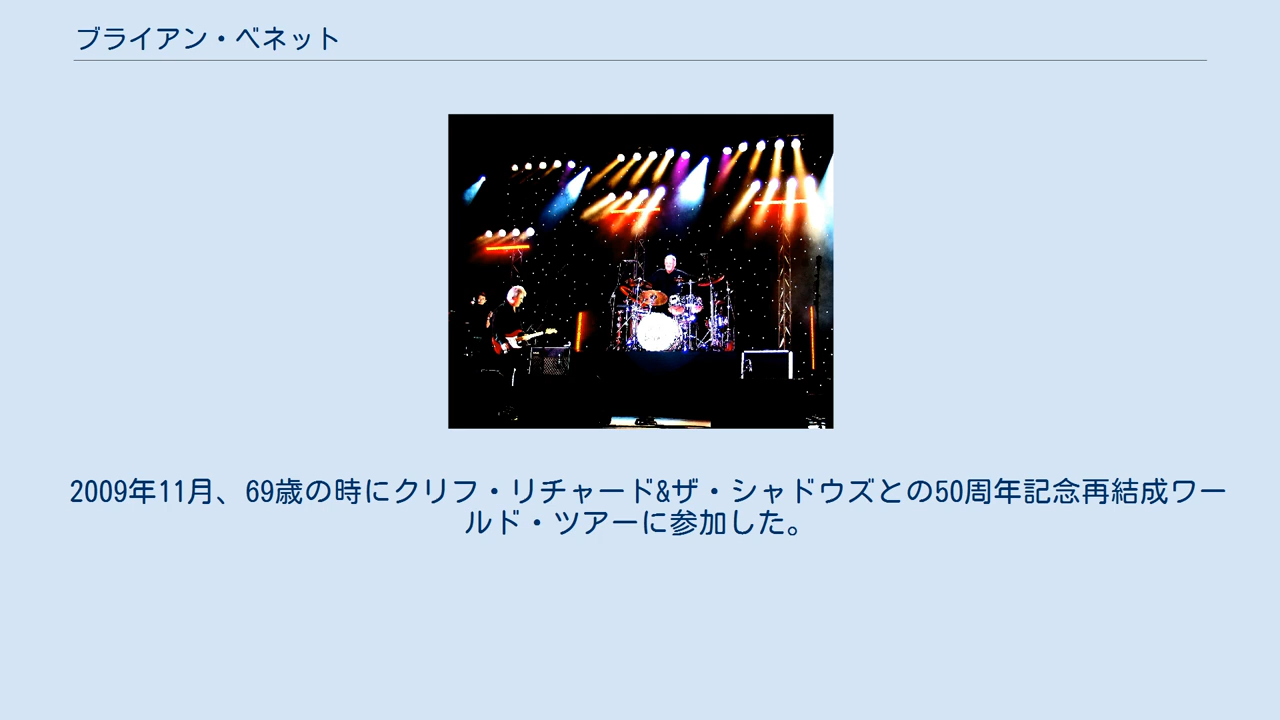 ブライアン・ベネット
2009年11月、69歳の時にクリフ・リチャード&ザ・シャドウズとの50周年記念再結成ワー
ルド・ツアーに参加した。